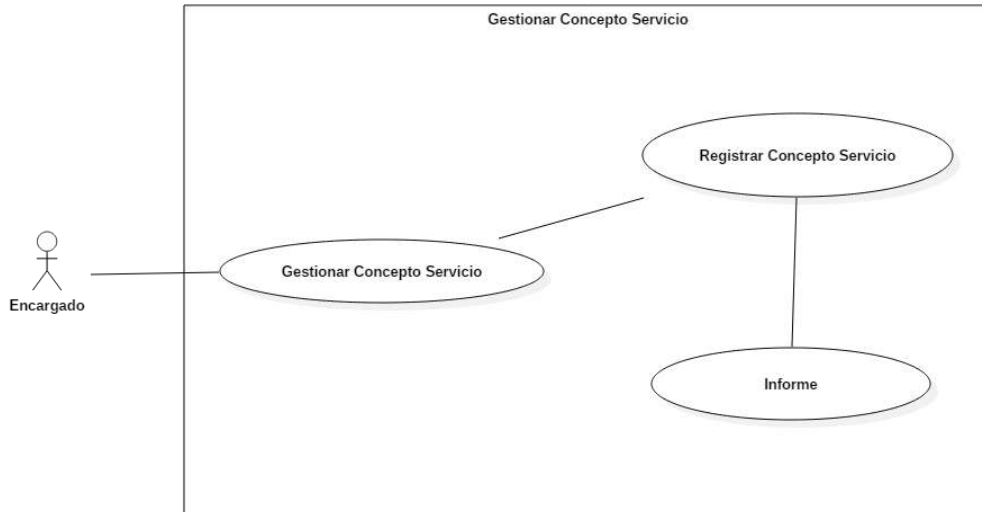 Gestionar Concepto Servicio
Registrar Concepto Servicio
Gestionar Concepto Servicio
Encargado
Informe